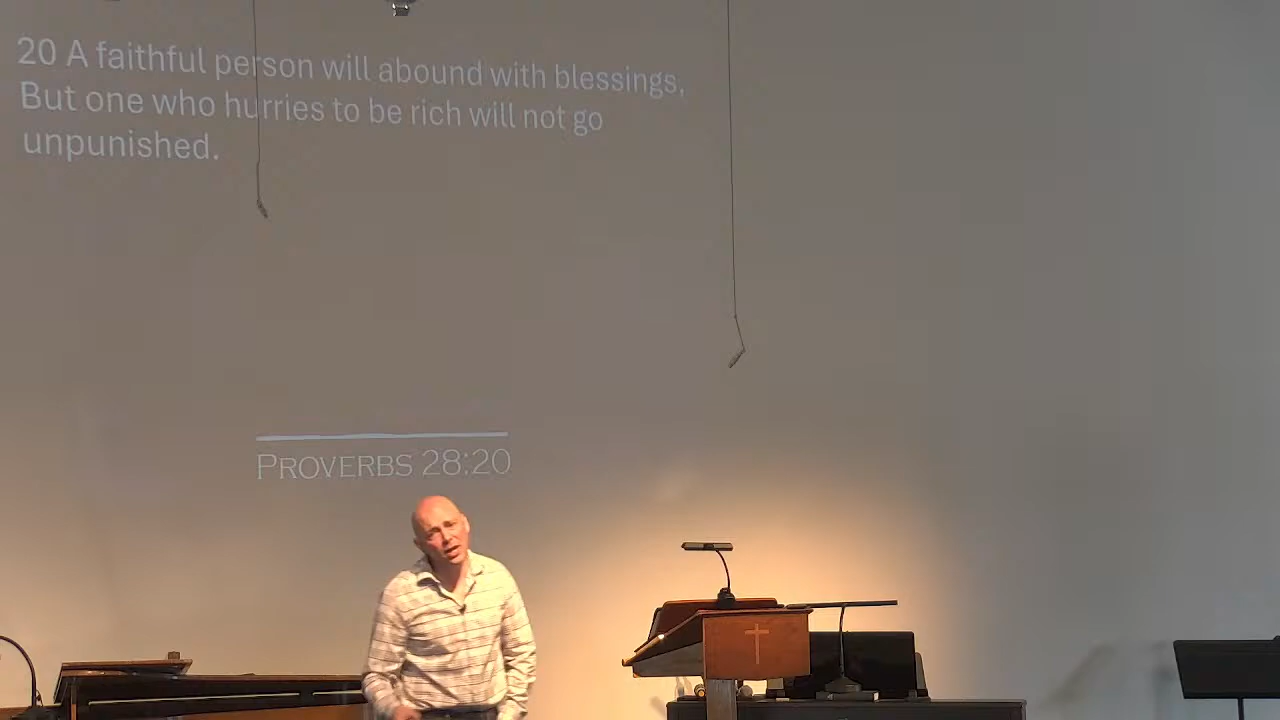 20 A faithful person will abound with blessings,
But one who hurries to be rich will not go
unpunished.
PROVERBS 28:20